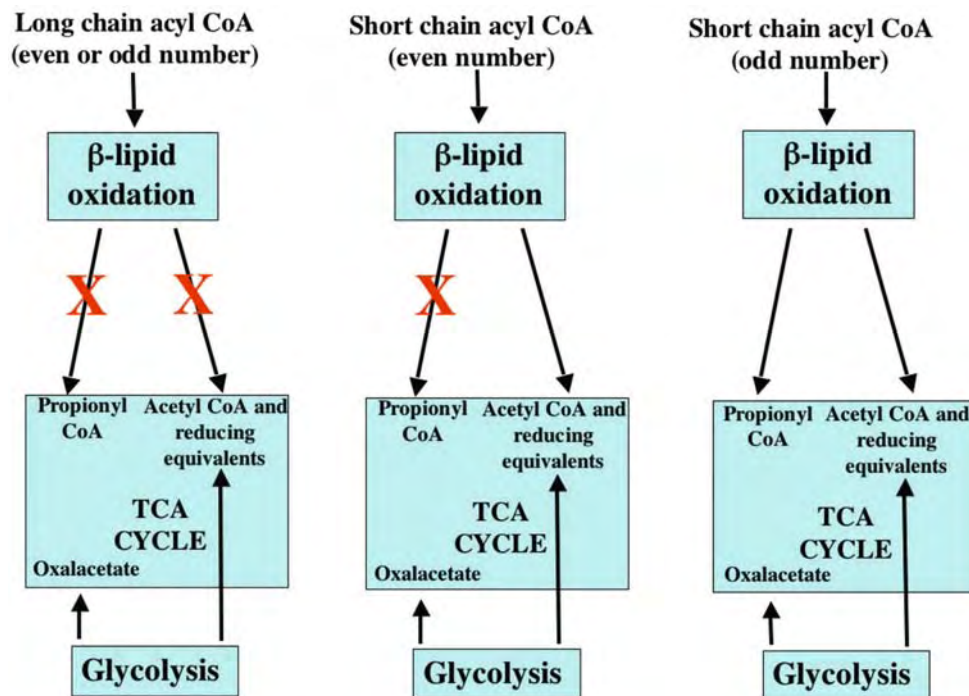 Long chain acyl CoA
(even or odd number)
β-lipid
oxidation
X X
Propionyl
CoA
Acetyl CoA and
reducing
equivalents
TCA
CYCLE
Oxalacetate
Glycolysis
Short chain acyl CoA
(even number)
β-lipid
oxidation
X
Propionyl
CoA
Acetyl CoA and
reducing
equivalents
TCA
CYCLE
Oxalacetate
Glycolysis
Short chain acyl CoA
(odd number)
β-lipid
oxidation
Propionyl
CoA
Acetyl CoA and
reducing
equivalents
TCA
CYCLE
Oxalacetate
Glycolysis